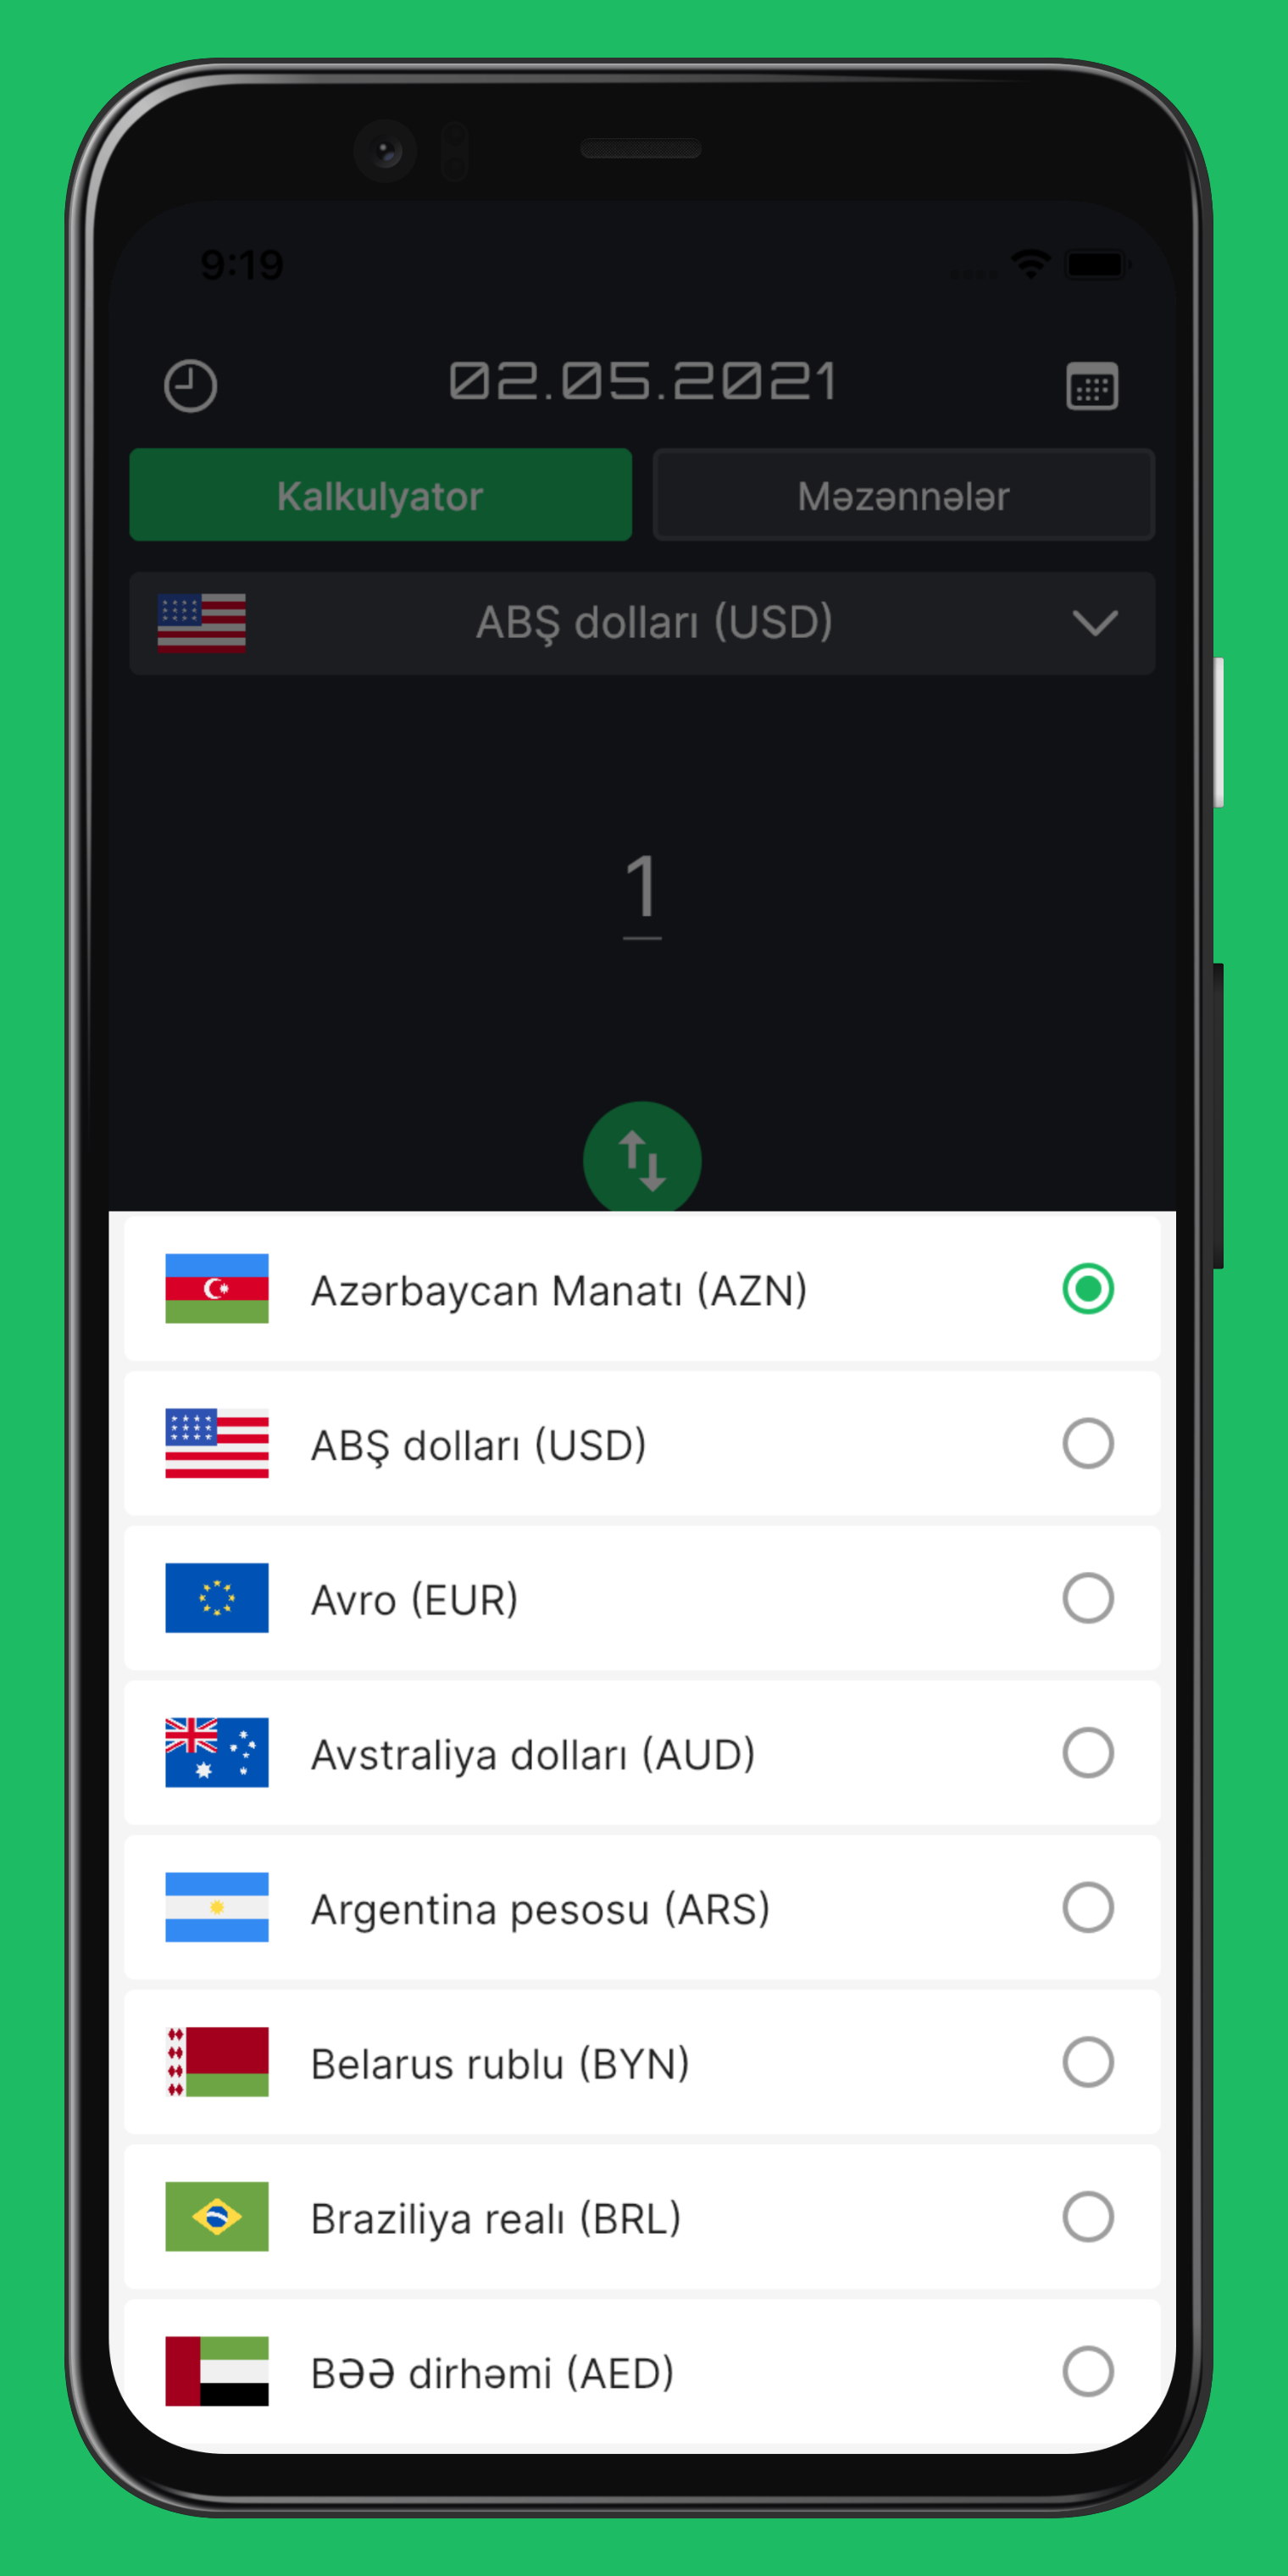 9:19
02.05.2021
Kalkulyator
Məzənnələr
ABŞ dolları (USD)
1
Azərbaycan Manatı (AZN)
ABŞ dolları (USD)
Avro (EUR)
Avstraliya dolları (AUD)
Argentina pesosu (ARS)
Belarus rublu (BYN)
Braziliya realı (BRL)
BƏƏ dirhəmi (AED)